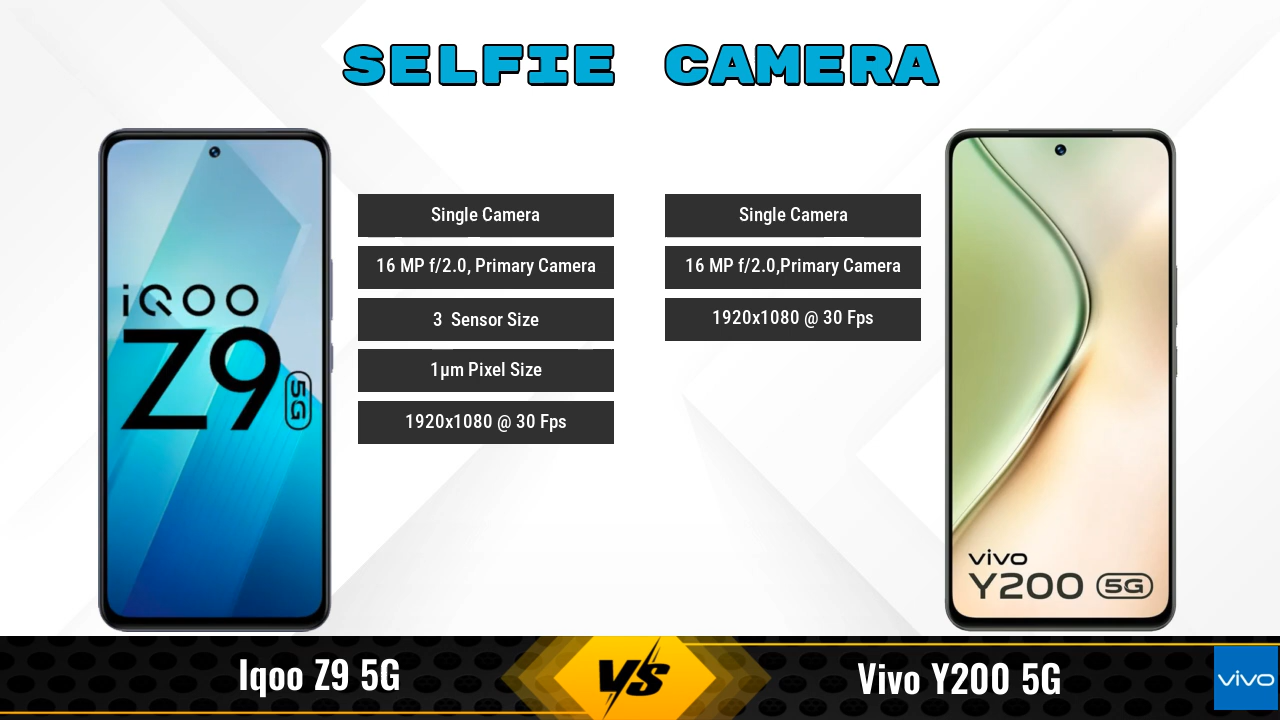 SELFIE CAMERA
iQOO
Z9 5G
Single Camera
16 MP f/2.0, Primary Camera
3 Sensor Size
1µm Pixel Size
1920x1080 @ 30 Fps
Single Camera
16 MP f/2.0,Primary Camera
1920x1080 @ 30 Fps
vivo
Y200 5G
Iqoo Z9 5G
VS
Vivo Y200 5G
vivo